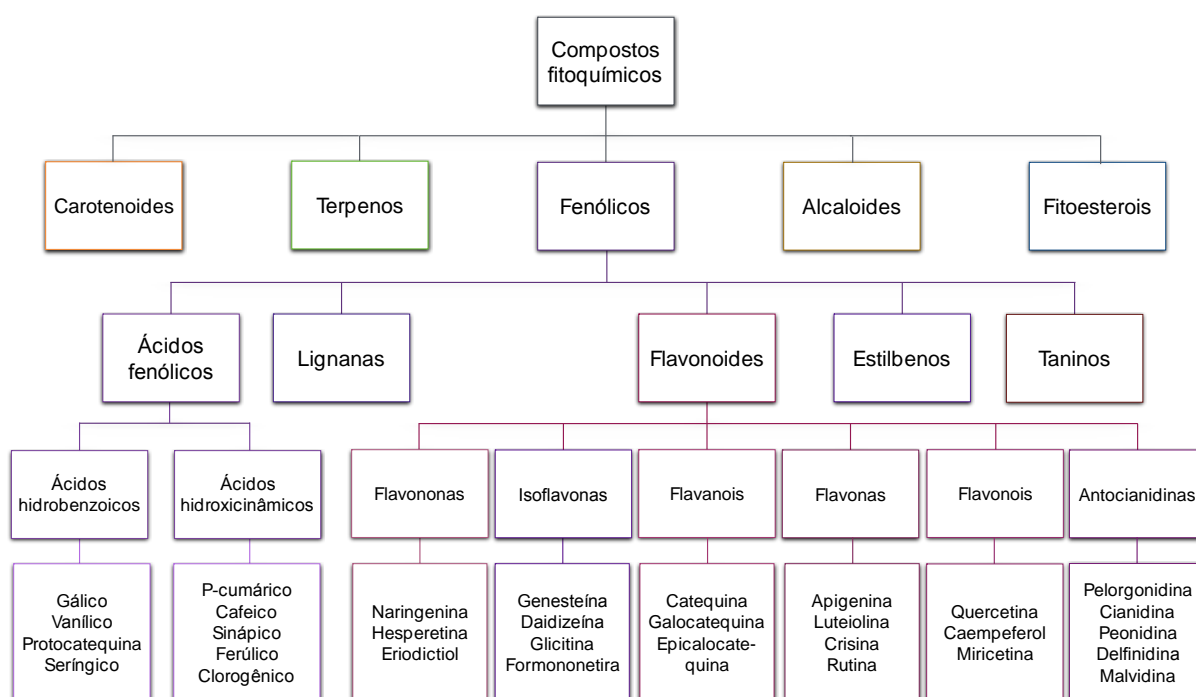 Compostos
fitoquímicos
Carotenoides
Terpenos
Fenólicos
Alcaloides
Fitoesterois
Ácidos
fenólicos
Lignanas
Flavonoides
Estilbenos
Taninos
Ácidos
hidrobenzoicos
Ácidos
hidroxicinâmicos
Flavononas
Isoflavonas
Flavanois
Flavonas
Flavonois
Antocianidinas
Gálico
Vanílico
Protocatequina
Seríngico
P-cumárico
Cafeico
Sinápico
Ferúlico
Clorogênico
Naringenina
Hesperetina
Eriodictiol
Genesteína
Daidizeína
Glicitina
Formononetira
Catequina
Galocatequina
Epicalocate-
quina
Apigenina
Luteiolina
Crisina
Rutina
Quercetina
Caempeferol
Miricetina
Pelorgonidina
Cianidina
Peonidina
Delfinidina
Malvidina